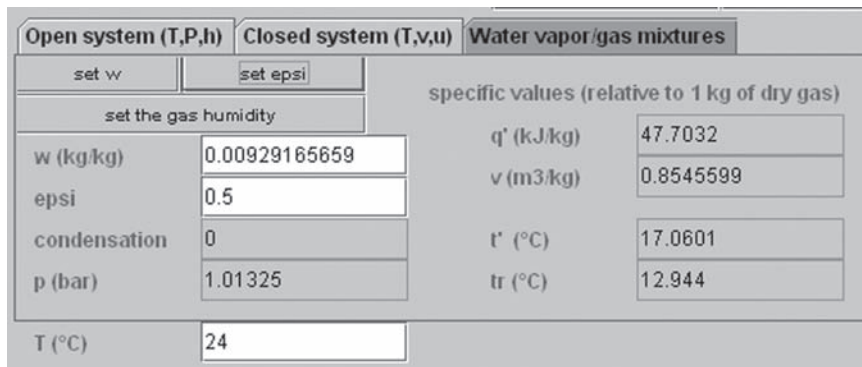 Open system (T,P,h) Closed system (T,v,u) Water vapor/gas mixtures
set w set epsi
set the gas humidity
specific values (relative to 1 kg of dry gas)
w (kg/kg) 0.00929165659
q' (kJ/kg) 47.7032
epsi 0.5
v (m3/kg) 0.8545599
condensation 0
t' (°C) 17.0601
p (bar) 1.01325
tr (°C) 12.944
T (°C) 24